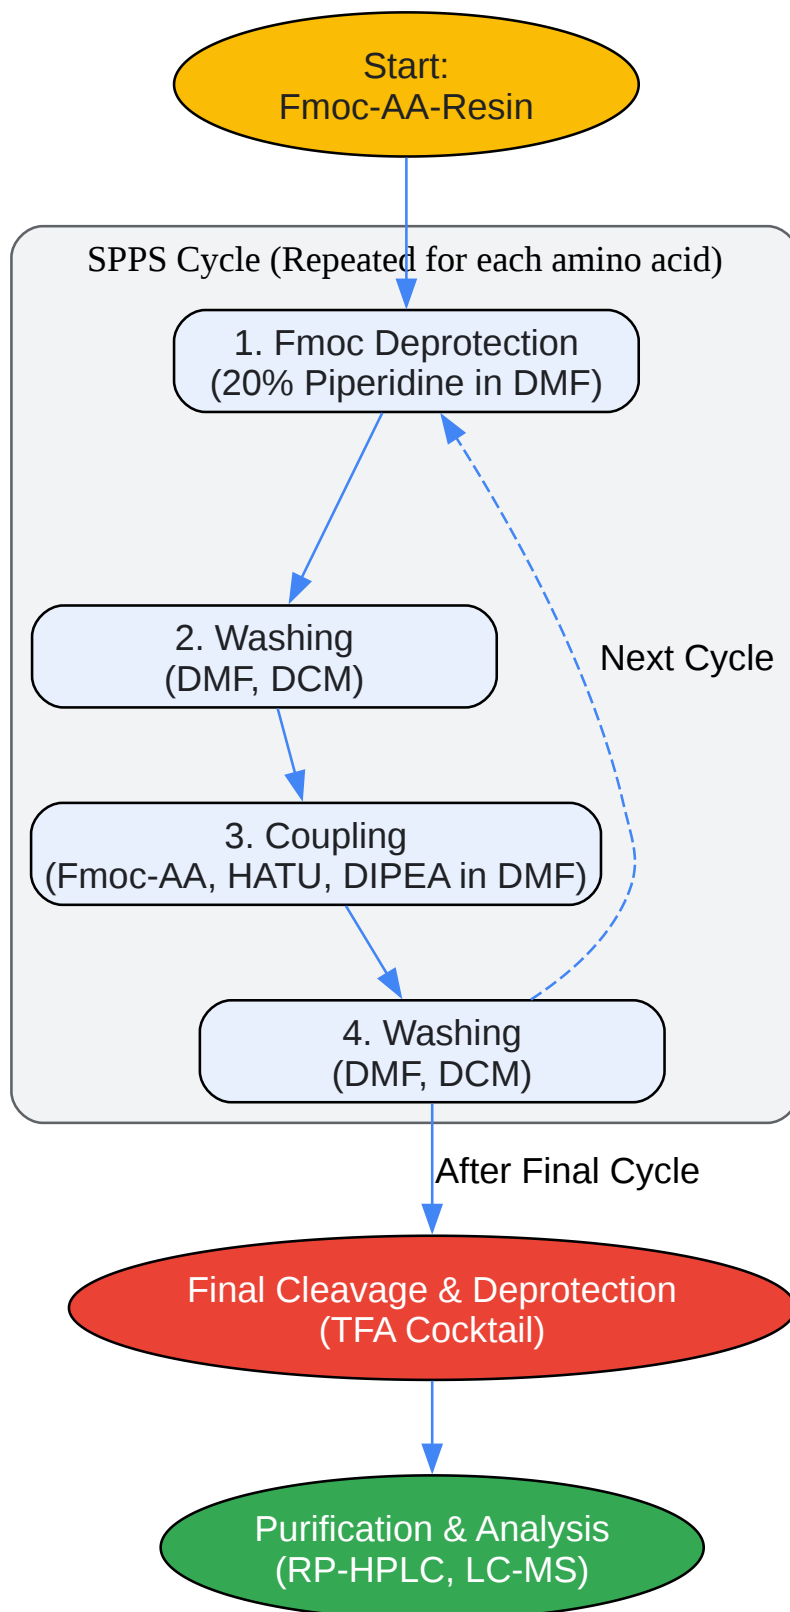 Start:
Fmoc-AA-Resin
SPPS Cycle (Repeated for each amino acid)
1. Fmoc Deprotection
(20% Piperidine in DMF)
2. Washing
(DMF, DCM)
Next Cycle
3. Coupling
(Fmoc-AA, HATU, DIPEA in DMF)
4. Washing
(DMF, DCM)
After Final Cycle
Final Cleavage & Deprotection
(TFA Cocktail)
Purification & Analysis
(RP-HPLC, LC-MS)